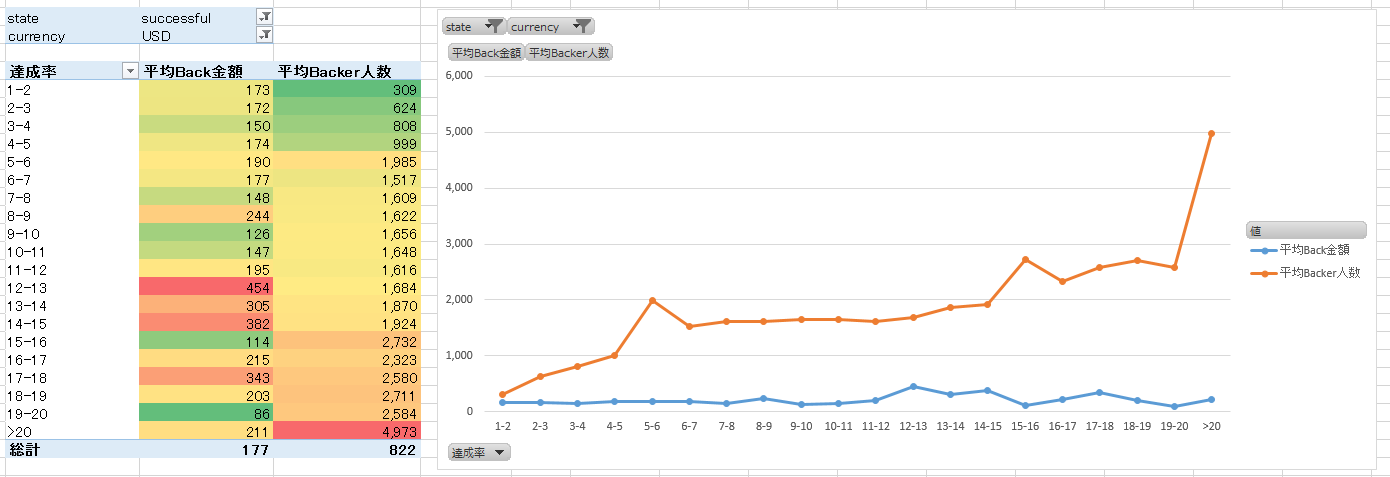 state successful
currency USD
達成率 平均Back金額 平均Backer人数
1-2 173 309
2-3 172 624
3-4 150 808
4-5 174 999
5-6 190 1,985
6-7 177 1,517
7-8 148 1,609
8-9 244 1,622
9-10 126 1,656
10-11 147 1,648
11-12 195 1,616
12-13 454 1,684
13-14 305 1,870
14-15 382 1,924
15-16 114 2,732
16-17 215 2,323
17-18 343 2,580
18-19 203 2,711
19-20 86 2,584
>20 211 4,973
総計 177 822
state currency
平均Back金額 平均Backer人数
6,000
5,000
4,000
3,000
2,000
1,000
0
1-2 2-3 3-4 4-5 5-6 6-7 7-8 8-9 9-10 10-11 11-12 12-13 13-14 14-15 15-16 16-17 17-18 18-19 19-20 >20
達成率
値
平均Back金額
平均Backer人数